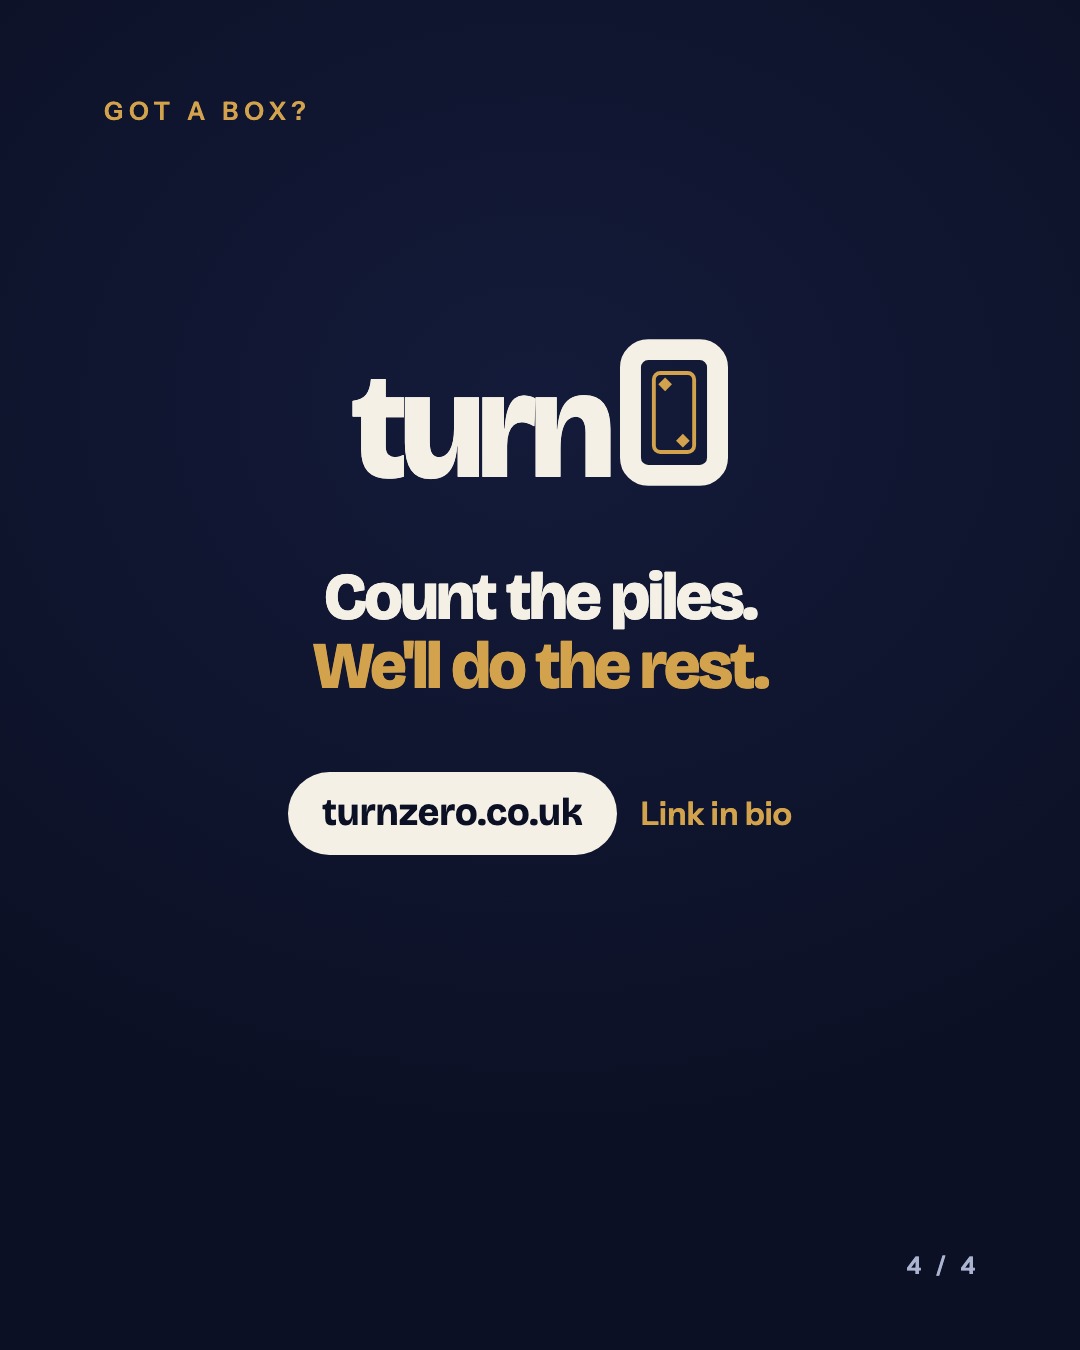 GOT A BOX?
turn0
Count the piles.
We'll do the rest.
turnzero.co.uk
Link in bio
4 / 4